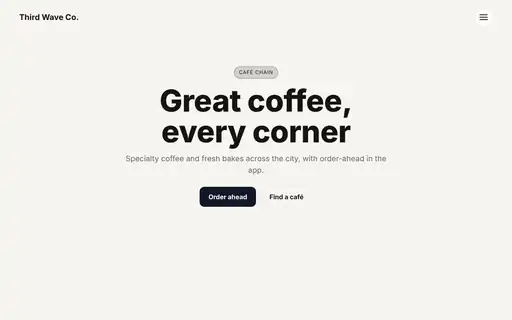 Third Wave Co.
CAFÉ CHAIN
Great coffee,
every corner
Specialty coffee and fresh bakes across the city, with order-ahead in the
app.
Order ahead
Find a café